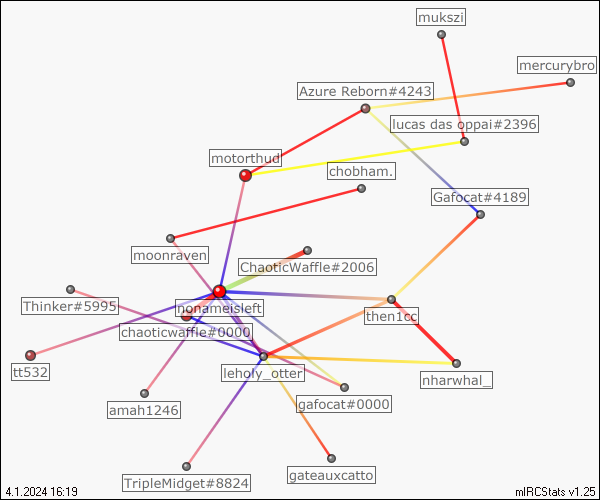 mukszi
mercurybro
Azure Reborn#4243
lucas das oppai#2396
motorthud
chobham.
Gafocat#4189
moonraven
ChaoticWaffle#2006
Thinker#5995
nonameisleft
then1cc
chaoticwaffle#0000
tt532
leholy_otter
nharwhal_
amah1246
gafocat#0000
TripleMidget#8824
gateauxcatto
4.1.2024 16:19
mIRCStats v1.25